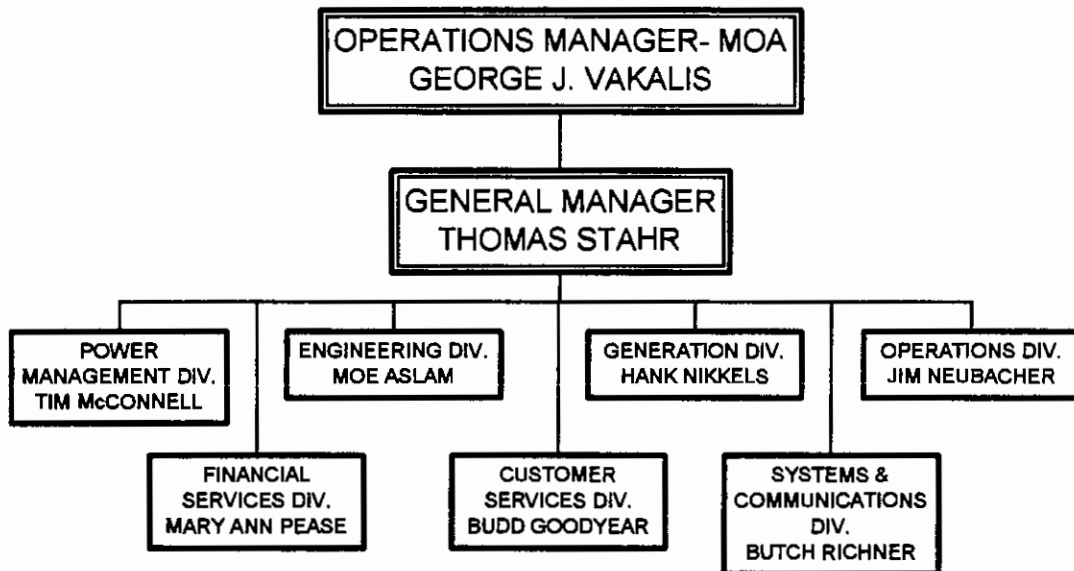 OPERATIONS MANAGER- MOA
GEORGE J. VAKALIS
GENERAL MANAGER
THOMAS STAHR
POWER
MANAGEMENT DIV.
TIM McCONNELL
ENGINEERING DIV.
MOE ASLAM
GENERATION DIV.
HANK NIKKELS
OPERATIONS DIV.
JIM NEUBACHER
FINANCIAL
SERVICES DIV.
MARY ANN PEASE
CUSTOMER
SERVICES DIV.
BUDD GOODYEAR
SYSTEMS &
COMMUNICATIONS
DIV.
BUTCH RICHNER